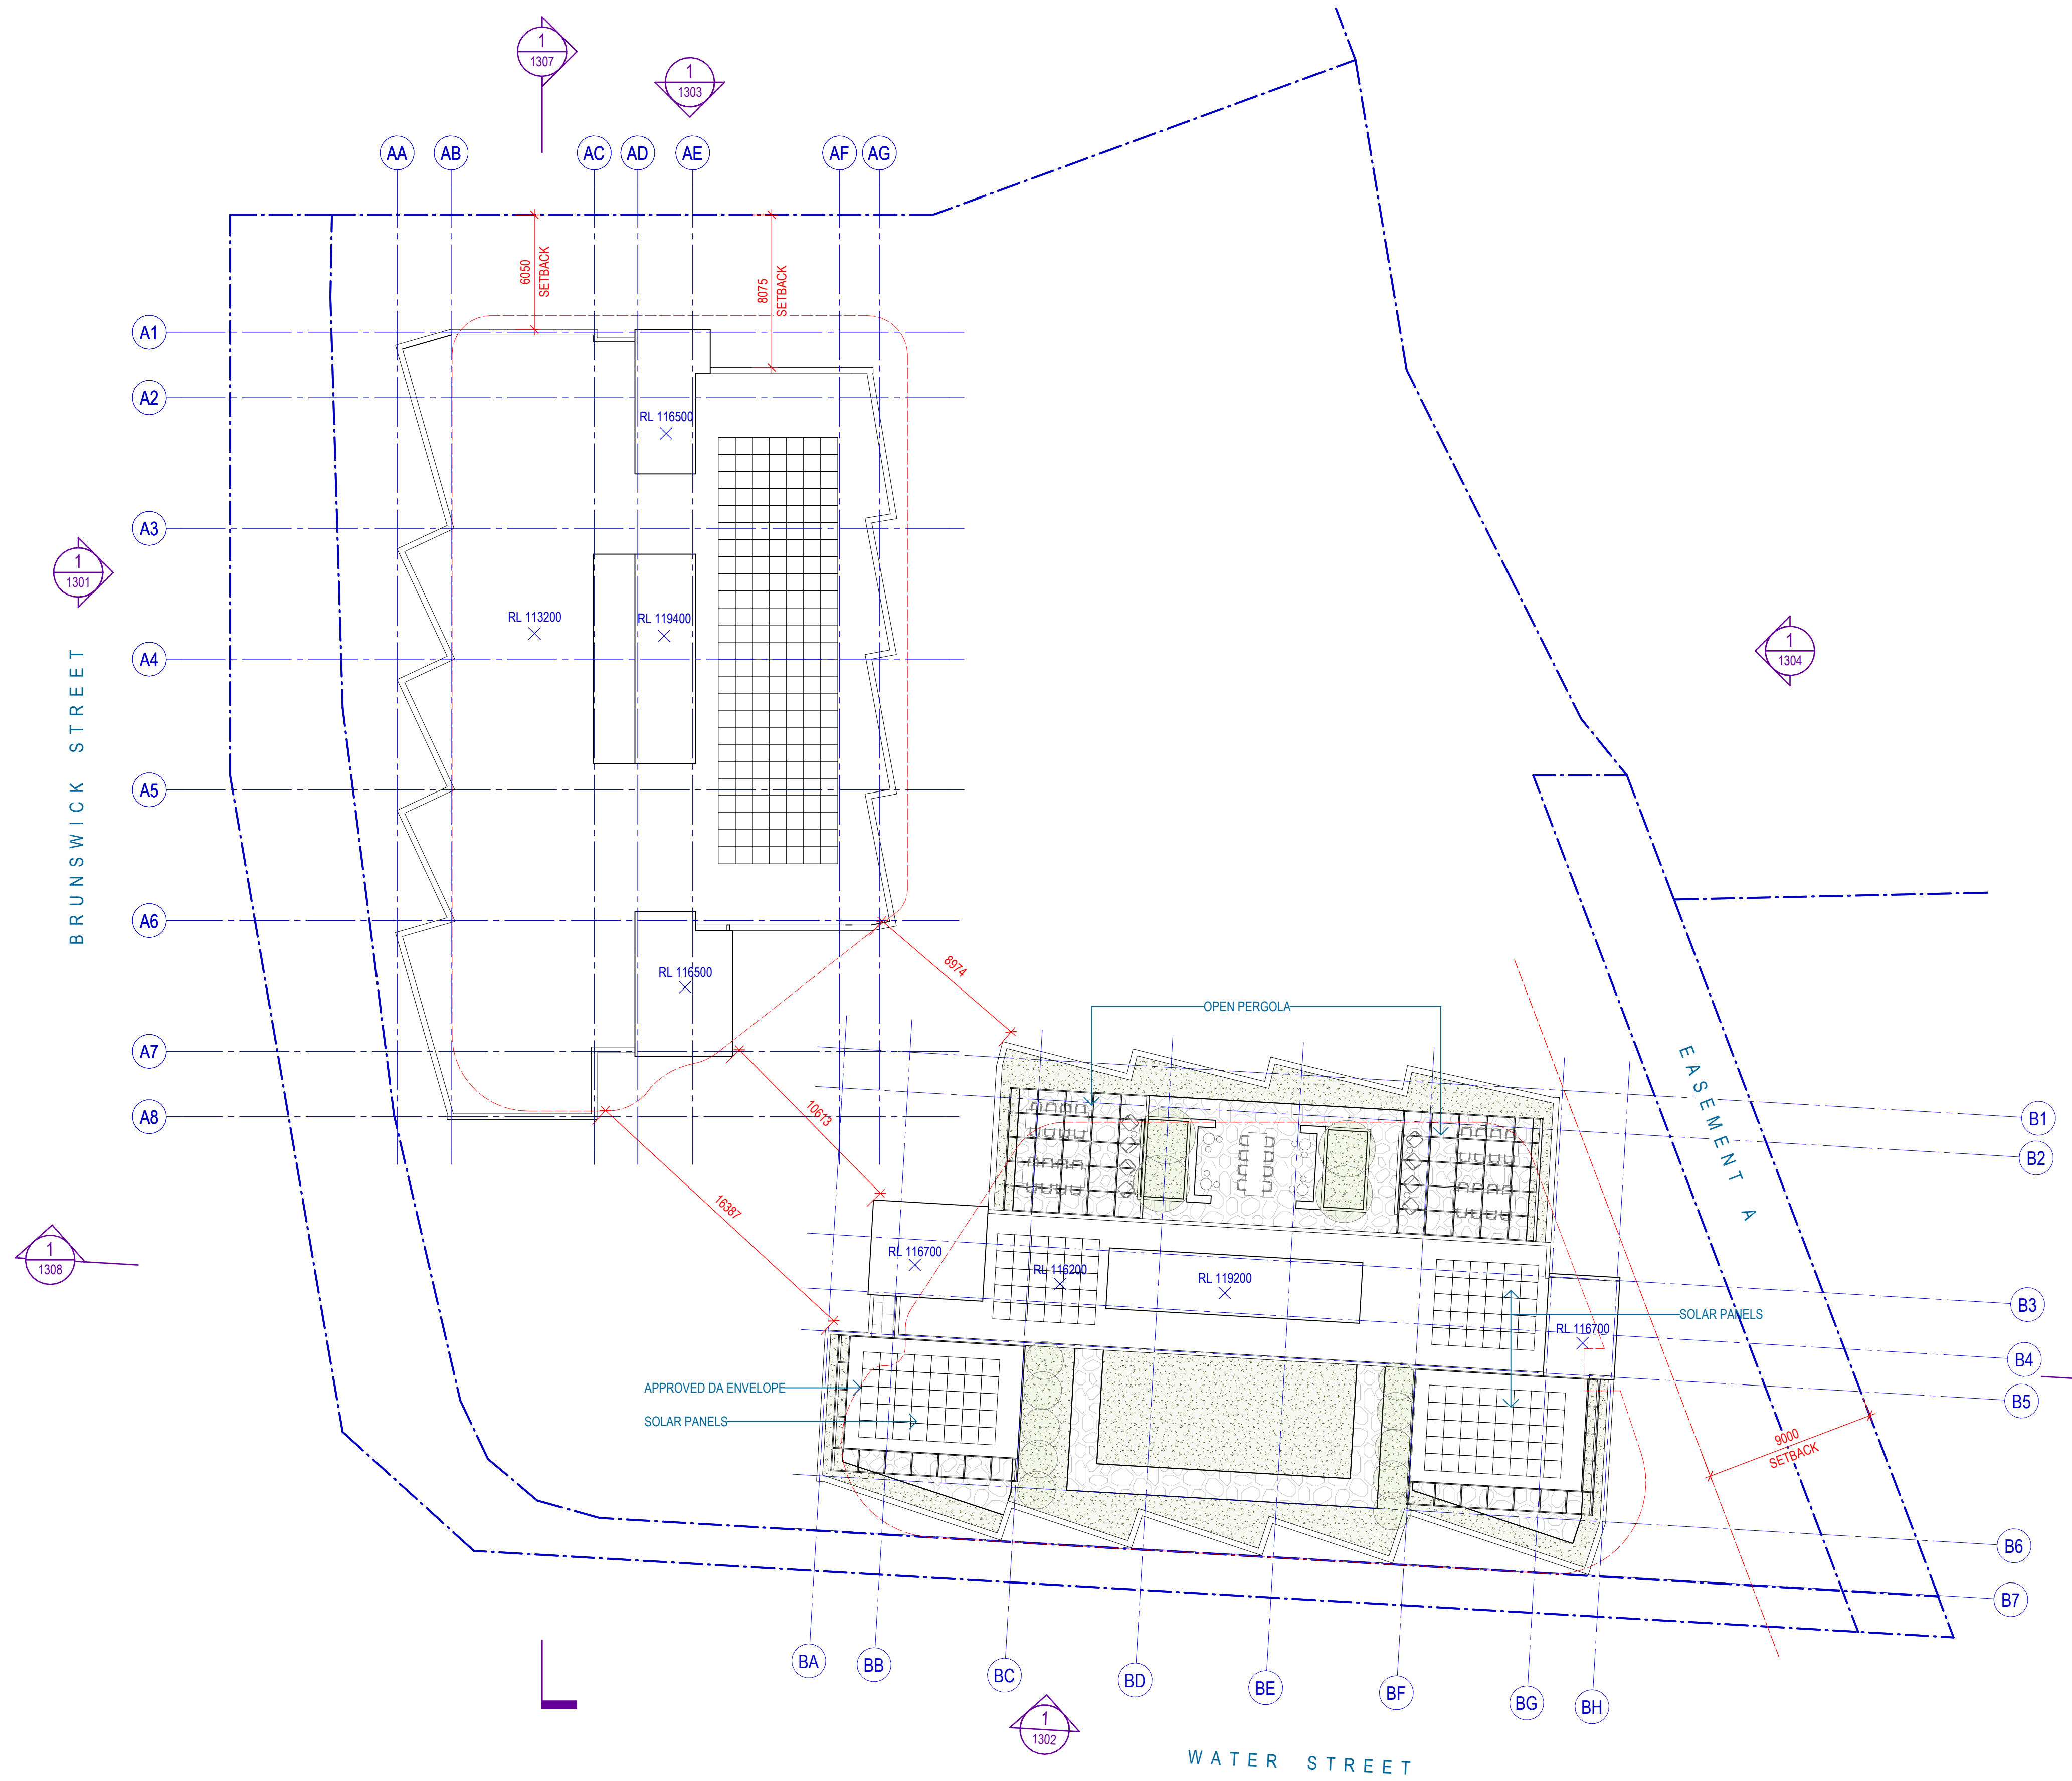 1
1307
1
1303
AA
AB
AC
AD
AE
AF
AG
6050
SETBACK
8075
SETBACK
A1
A2
RL 116500
A3
1
1301
RL 113200
RL 119400
1
1304
A4
BRUNSWICK STREET
A5
A6
8974
RL 116500
OPEN PERGOLA
A7
EASEMENT A
10613
A8
B1
B2
16387
1
1308
RL 116700
RL 116200
RL 119200
B3
SOLAR PANELS
RL 116700
B4
APPROVED DA ENVELOPE
B5
SOLAR PANELS
9000
SETBACK
B6
B7
BA
BB
BC
BD
BE
BF
BG
BH
1
1302
WATER STREET